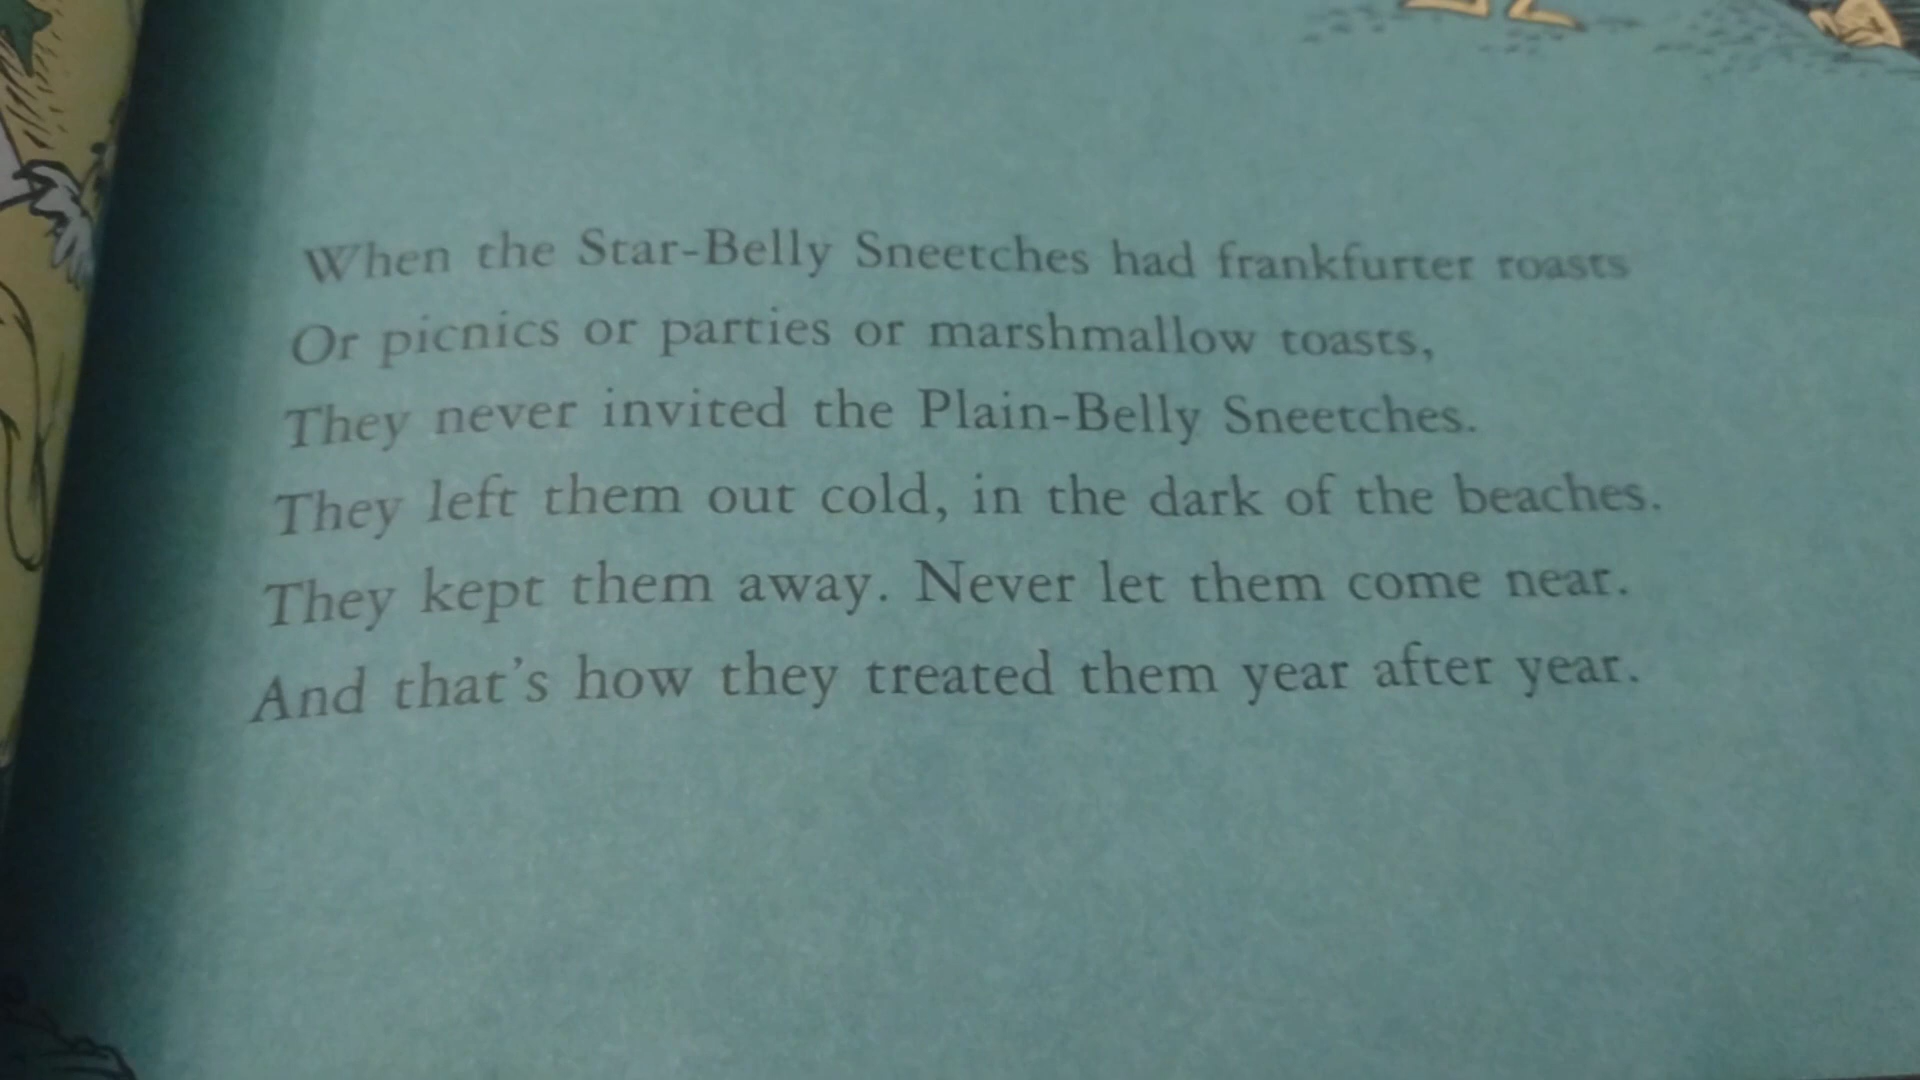 When the Star-Belly Sneetches had frankfurter roasts
Or picnics or parties or marshmallow toasts,
They never invited the Plain-Belly Sneetches.
They left them out cold, in the dark of the beaches.
They kept them away. Never let them come near.
And that's how they treated them year after year.